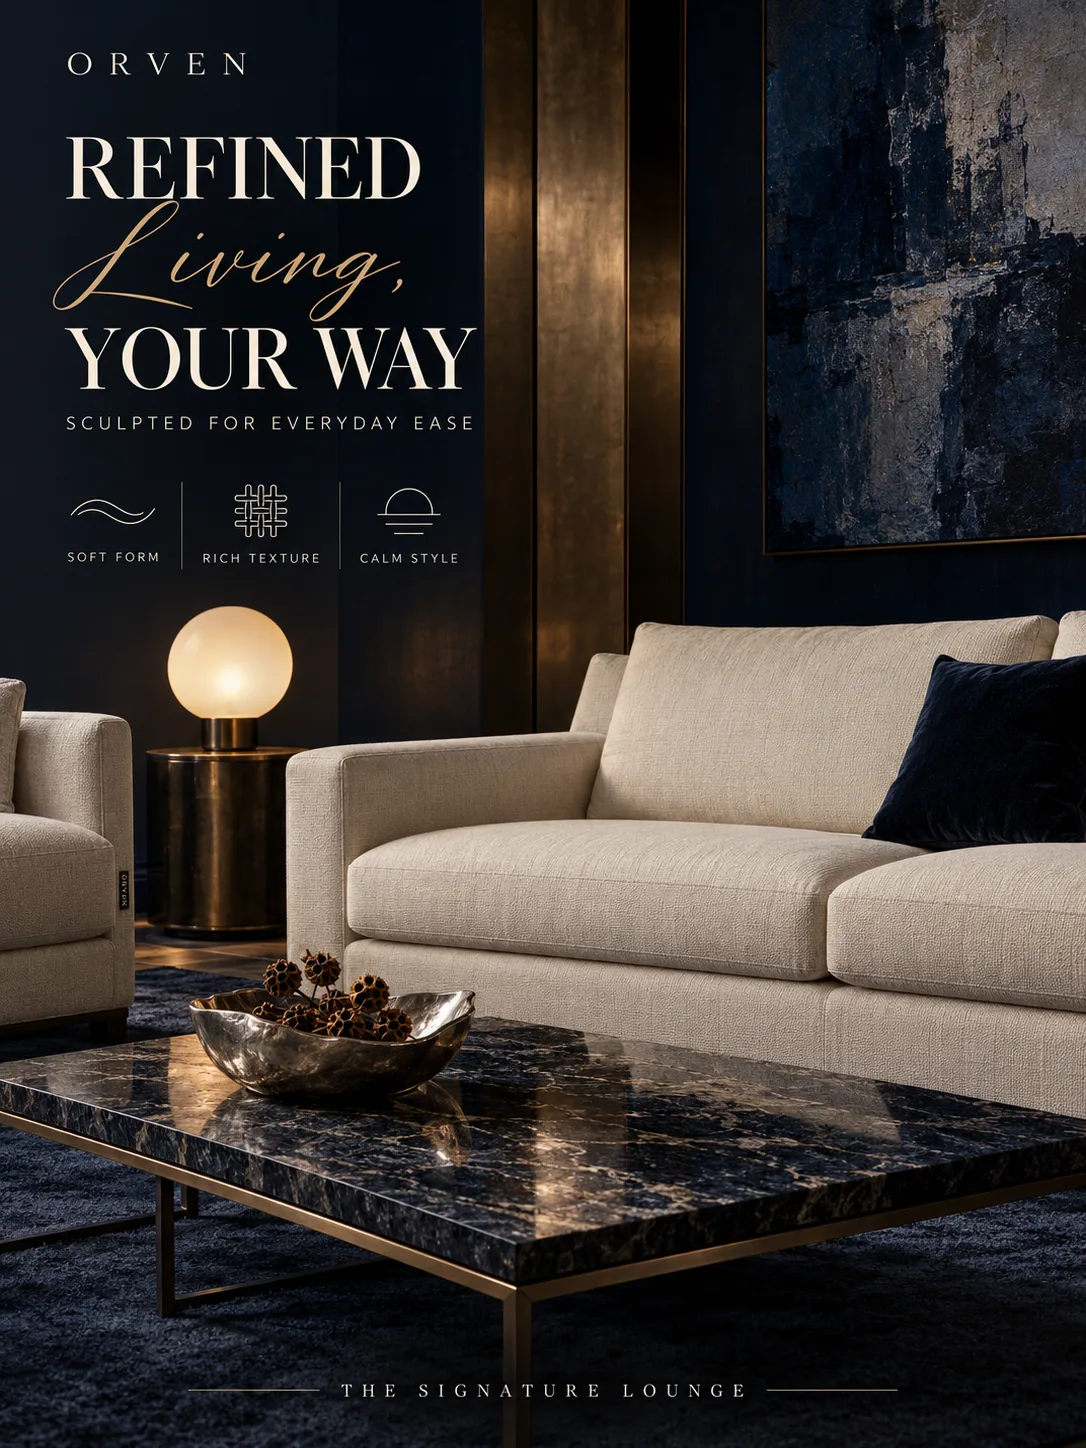 ORVEN
REFINED
Living,
YOUR WAY
SCULPTED FOR EVERYDAY EASE
SOFT FORM
RICH TEXTURE
CALM STYLE
THE SIGNATURE LOUNGE